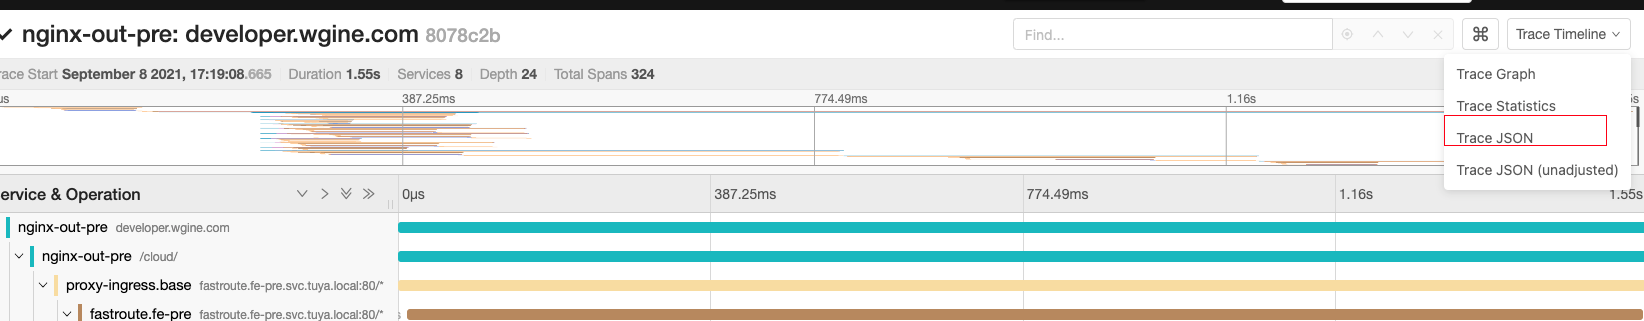 nginx-out-pre: developer.wgine.com 8078c2b
Find...
Trace Timeline
race Start September 8 2021, 17:19:08.665 Duration 1.55s Services 8 Depth 24 Total Spans 324
Trace Graph
Trace Statistics
Trace JSON
Trace JSON (unadjusted)
μs 387.25ms 774.49ms 1.16s 5s
ervice & Operation
0μs 387.25ms 774.49ms 1.16s 1.55s
nginx-out-pre developer.wgine.com
nginx-out-pre /cloud/
proxy-ingress.base fastroute.fe-pre.svc.tuya.local:80/*
fastroute.fe-pre fastroute.fe-pre.svc.tuya.local:80/*